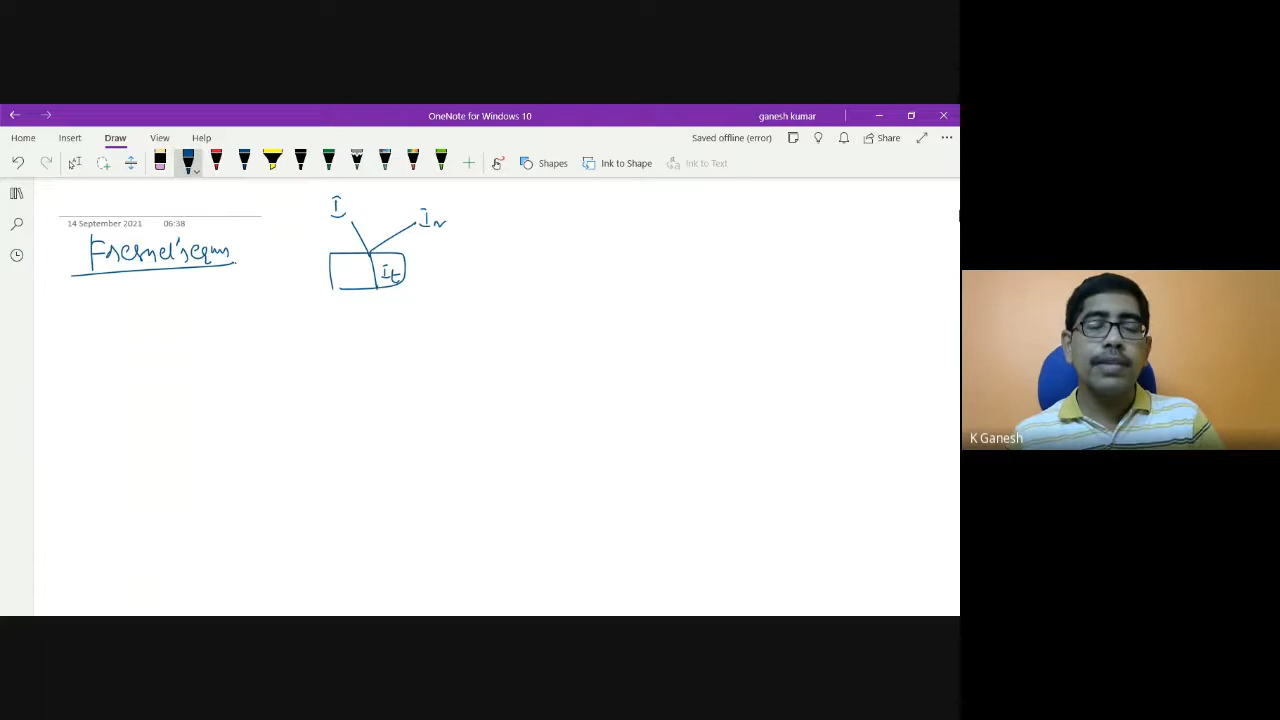 OneNote for Windows 10
ganesh kumar
Home Insert Draw View Help
Saved offline (error)
Share
Shapes
Ink to Shape
Ink to Text
14 September 2021 06:38
Fresnel's eqns
I
Ir
It
K Ganesh